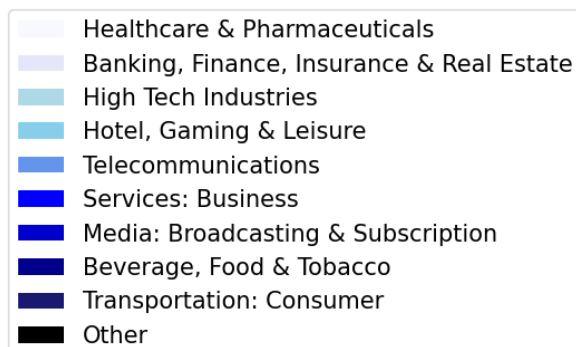 Healthcare & Pharmaceuticals
Banking, Finance, Insurance & Real Estate
High Tech Industries
Hotel, Gaming & Leisure
Telecommunications
Services: Business
Media: Broadcasting & Subscription
Beverage, Food & Tobacco
Transportation: Consumer
Other